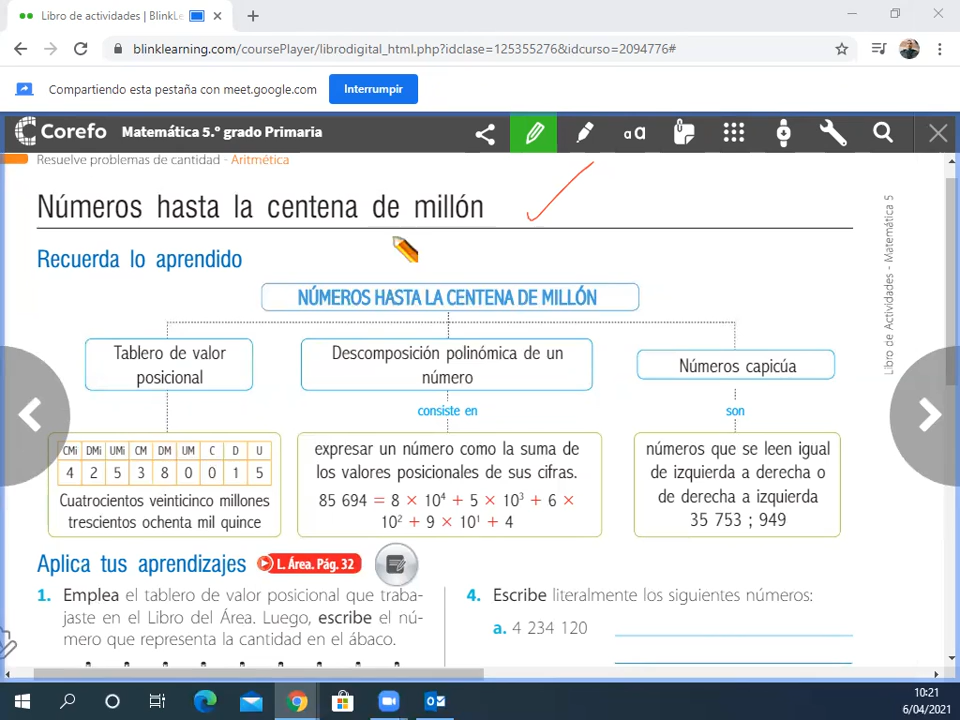 Libro de actividades | BlinkLe
blinklearning.com/coursePlayer/librodigital_html.php?idclase=125355276&idcurso=2094776#
Compartiendo esta pestaña con meet.google.com
Interrumpir
Corefo
Matemática 5.° grado Primaria
a a
Resuelve problemas de cantidad - Aritmética
Números hasta la centena de millón
Libro de Actividades - Matemática 5
Recuerda lo aprendido
NÚMEROS HASTA LA CENTENA DE MILLÓN
Tablero de valor
posicional
Descomposición polinómica de un
número
Números capicúa
consiste en
son
CMi DMi UMi CM DM UM C D U
4 2 5 3 8 0 0 1 5
Cuatrocientos veinticinco millones
trescientos ochenta mil quince
expresar un número como la suma de
los valores posicionales de sus cifras.
85 694 = 8 × 10⁴ + 5 × 10³ + 6 ×
10² + 9 × 10¹ + 4
números que se leen igual
de izquierda a derecha o
de derecha a izquierda
35 753 ; 949
Aplica tus aprendizajes
L. Área. Pág. 32
1. Emplea el tablero de valor posicional que traba-
jaste en el Libro del Área. Luego, escribe el nú-
mero que representa la cantidad en el ábaco.
4. Escribe literalmente los siguientes números:
a. 4 234 120
10:21
6/04/2021